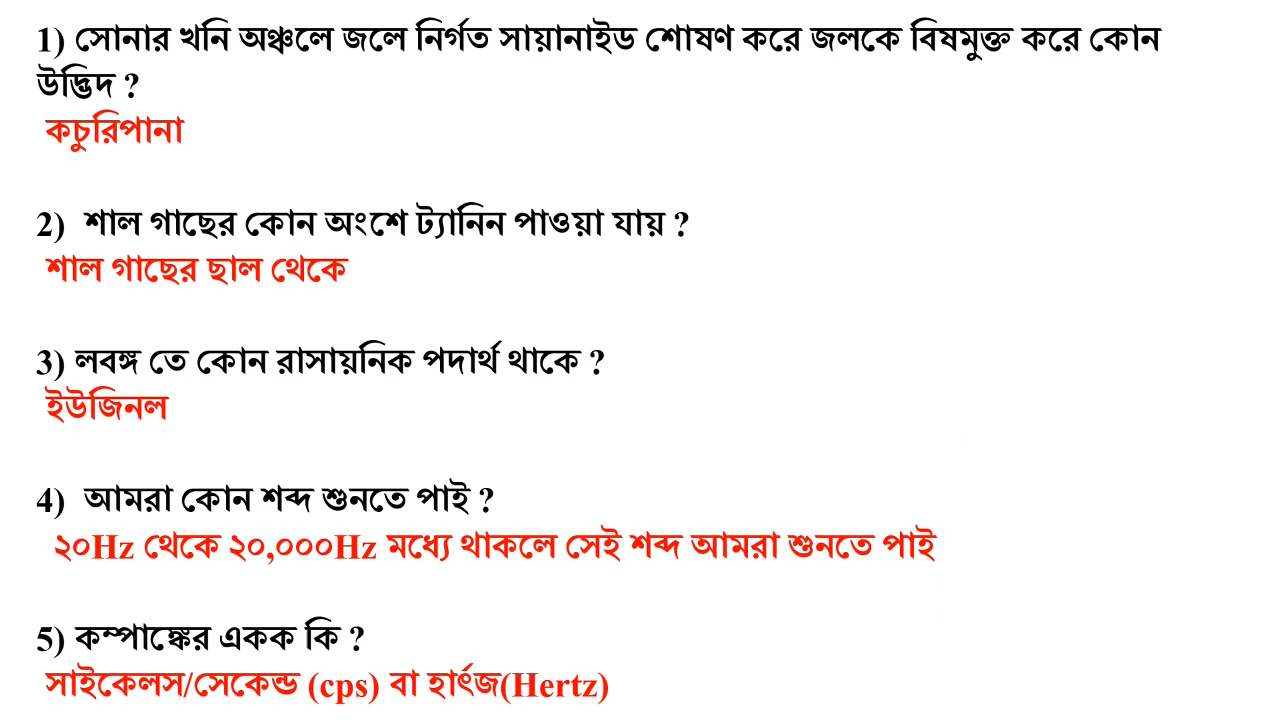 1) সোনার খনি অঞ্চলে জলে নির্গত সায়ানাইড শোষণ করে জলকে বিষমুক্ত করে কোন
উদ্ভিদ ?
কচুরিপানা
2) শাল গাছের কোন অংশে ট্যানিন পাওয়া যায় ?
শাল গাছের ছাল থেকে
3) লবঙ্গ তে কোন রাসায়নিক পদার্থ থাকে ?
ইউজিনল
4) আমরা কোন শব্দ শুনতে পাই ?
২০Hz থেকে ২০,০০০Hz মধ্যে থাকলে সেই শব্দ আমরা শুনতে পাই
5) কম্পাঙ্কের একক কি ?
সাইকেলস/সেকেন্ড (cps) বা হার্ৎজ(Hertz)